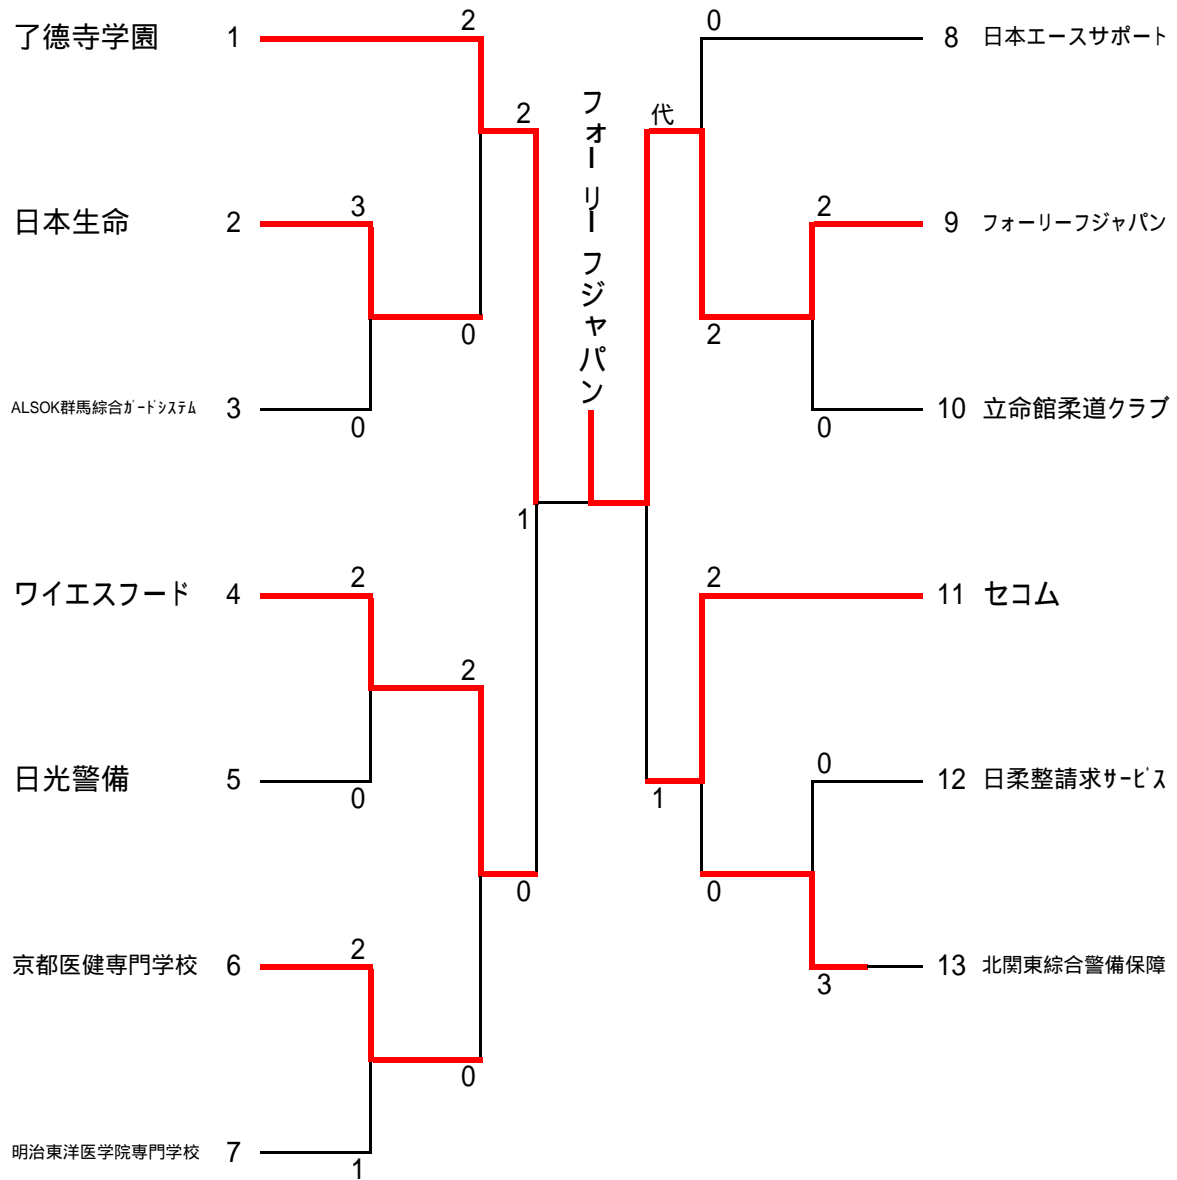 了德寺学園 1
2
2
日本生命 2
3
0
ALSOK群馬綜合ガードシステム 3
0
ワイエスフード 4
2
2
日光警備 5
0
0
京都医健専門学校 6
2
0
明治東洋医学院専門学校 7
1
1
フォーリーフジャパン
0
8 日本エースサポート
代
2
9 フォーリーフジャパン
2
10 立命館柔道クラブ
0
2
11 セコム
0
12 日柔整請求サービス
1
0
13 北関東綜合警備保障
3